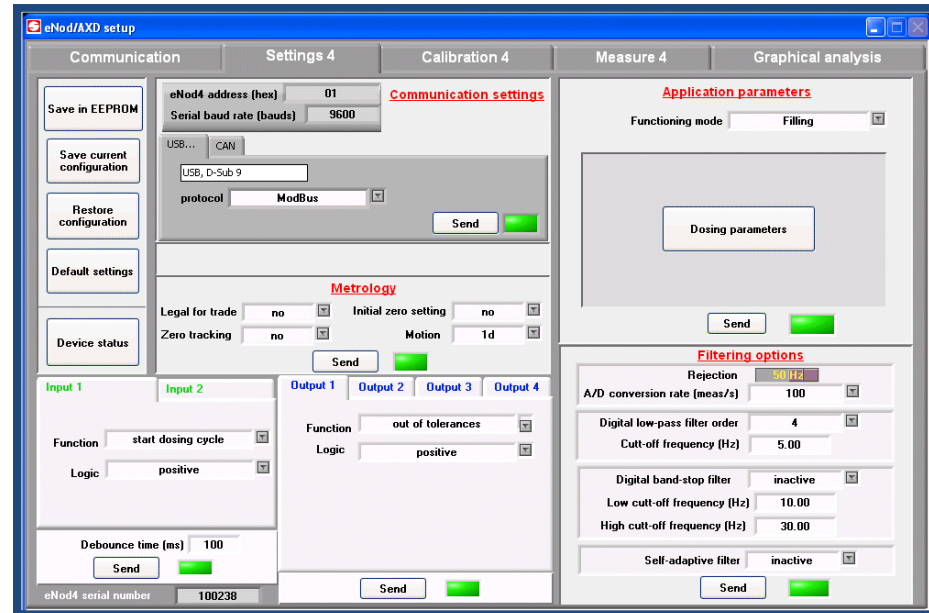 eNod/AXD setup
Communication
Settings 4
Calibration 4
Measure 4
Graphical analysis
Save in EEPROM
Save current
configuration
Restore
configuration
Default settings
Device status
eNod4 address (hex) 01
Serial baud rate (bauds) 9600
Communication settings
USB... CAN
USB, D-Sub 9
protocol ModBus
Send
Metrology
Legal for trade no Initial zero setting no
Zero tracking no Motion 1d
Send
Input 1 Input 2
Function start dosing cycle
Logic positive
Debounce time (ms) 100
Send
eNod4 serial number 100238
Output 1 Output 2 Output 3 Output 4
Function out of tolerances
Logic positive
Send
Application parameters
Functioning mode Filling
Dosing parameters
Send
Filtering options
Rejection 50 Hz
A/D conversion rate (meas/s) 100
Digital low-pass filter order 4
Cutt-off frequency (Hz) 5.00
Digital band-stop filter inactive
Low cutt-off frequency (Hz) 10.00
High cutt-off frequency (Hz) 30.00
Self-adaptive filter inactive
Send